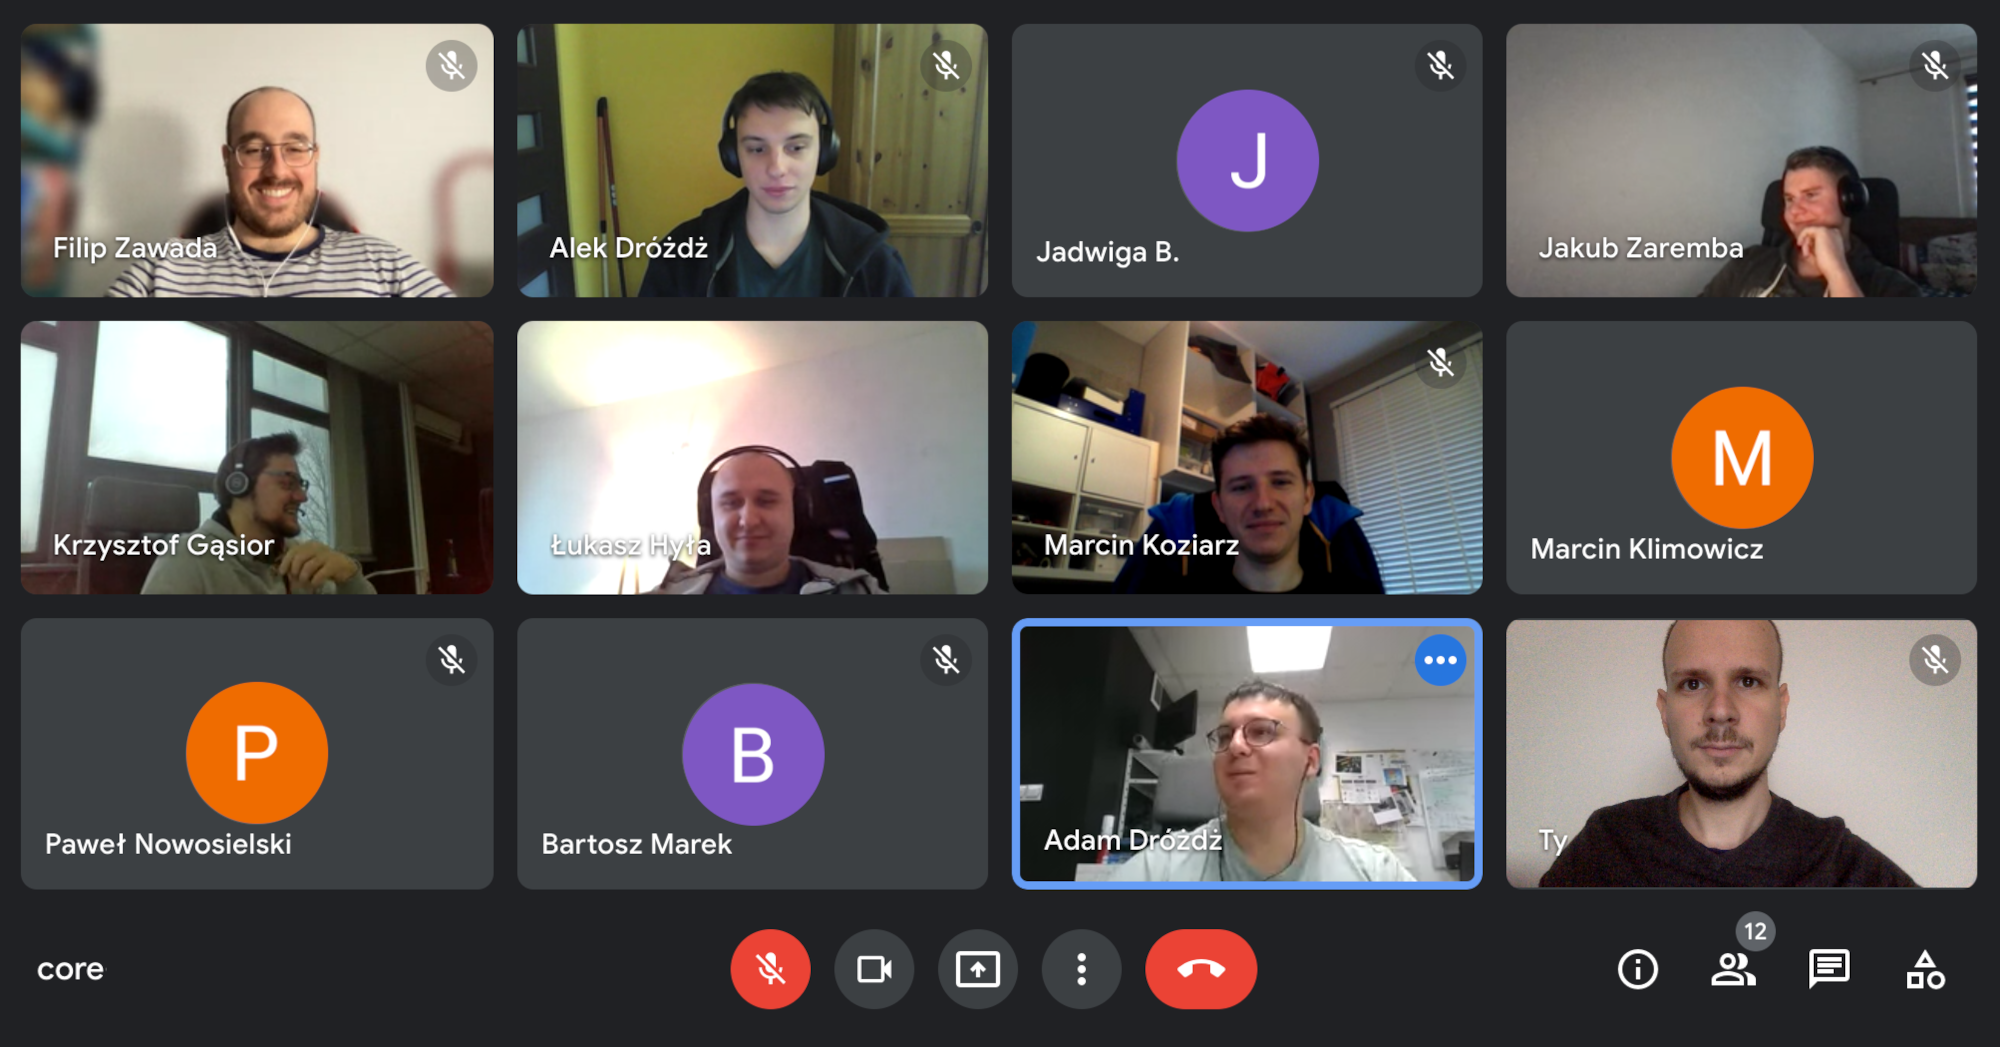 Filip Zawada
Alek Dróżdż
J
Jadwiga B.
Jakub Zaremba
Krzysztof Gąsior
Łukasz Hyła
Marcin Koziarz
M
Marcin Klimowicz
P
Paweł Nowosielski
B
Bartosz Marek
Adam Dróżdż
Ty
core
12